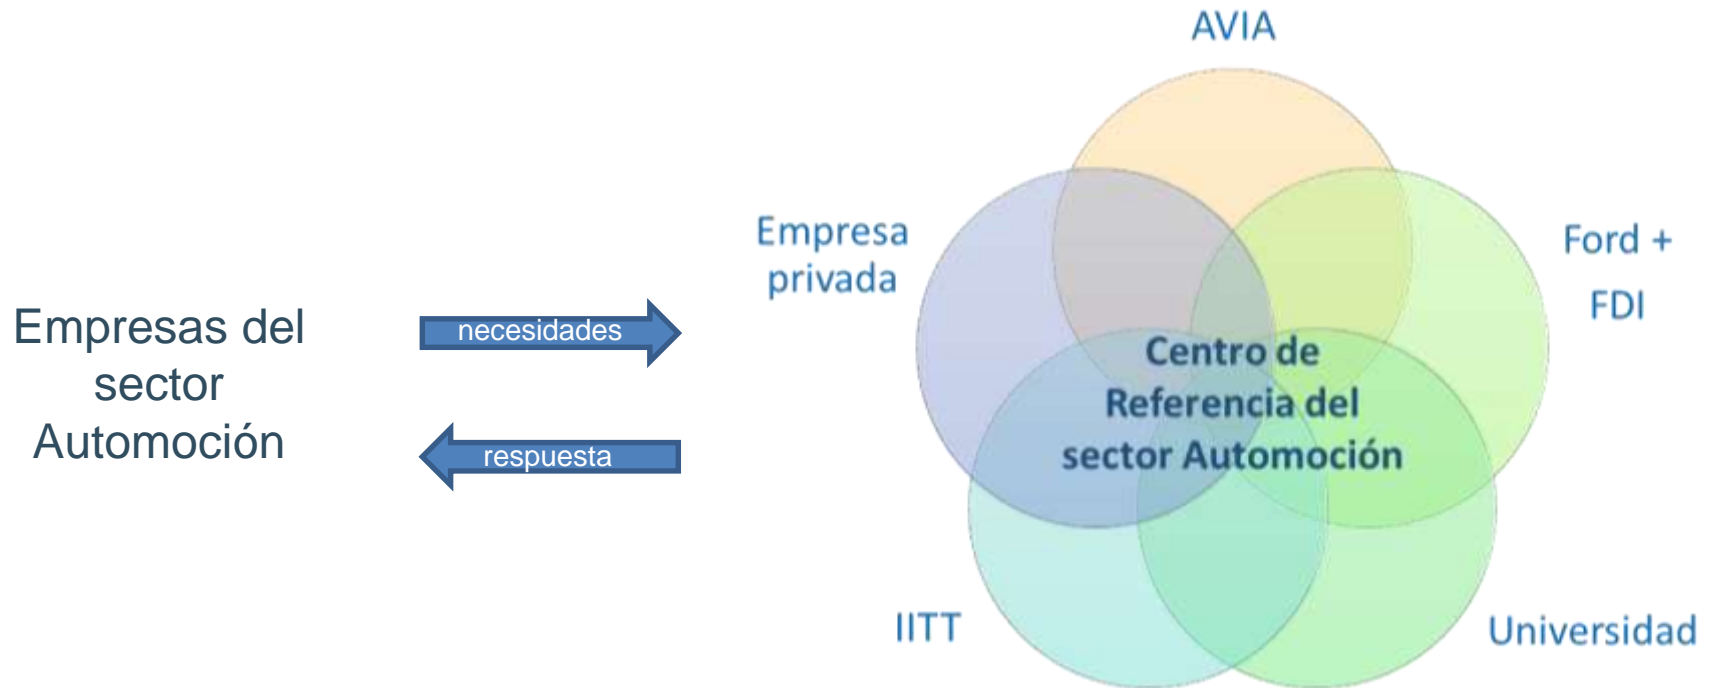 Empresas del
sector
Automoción
necesidades
respuesta
AVIA
Empresa
privada
Ford +
FDI
Centro de
Referencia del
sector Automoción
IITT
Universidad